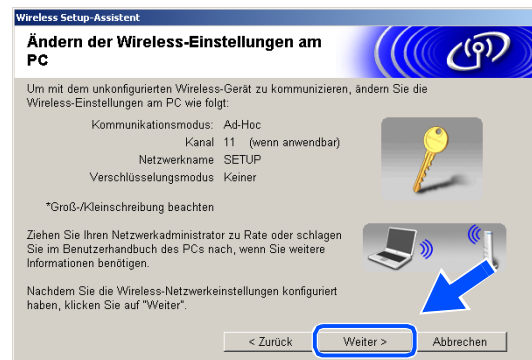 Wireless Setup-Assistent
Ändern der Wireless-Einstellungen am
PC
Um mit dem unkonfigurierten Wireless-Gerät zu kommunizieren, ändern Sie die
Wireless-Einstellungen am PC wie folgt:
Kommunikationsmodus: Ad-Hoc
Kanal 11 (wenn anwendbar)
Netzwerkname SETUP
Verschlüsselungsmodus Keiner
*Groß-/Kleinschreibung beachten
Ziehen Sie Ihren Netzwerkadministrator zu Rate oder schlagen
Sie im Benutzerhandbuch des PCs nach, wenn Sie weitere
Informationen benötigen.
Nachdem Sie die Wireless-Netzwerkeinstellungen konfiguriert
haben, klicken Sie auf "Weiter".
< Zurück Weiter > Abbrechen